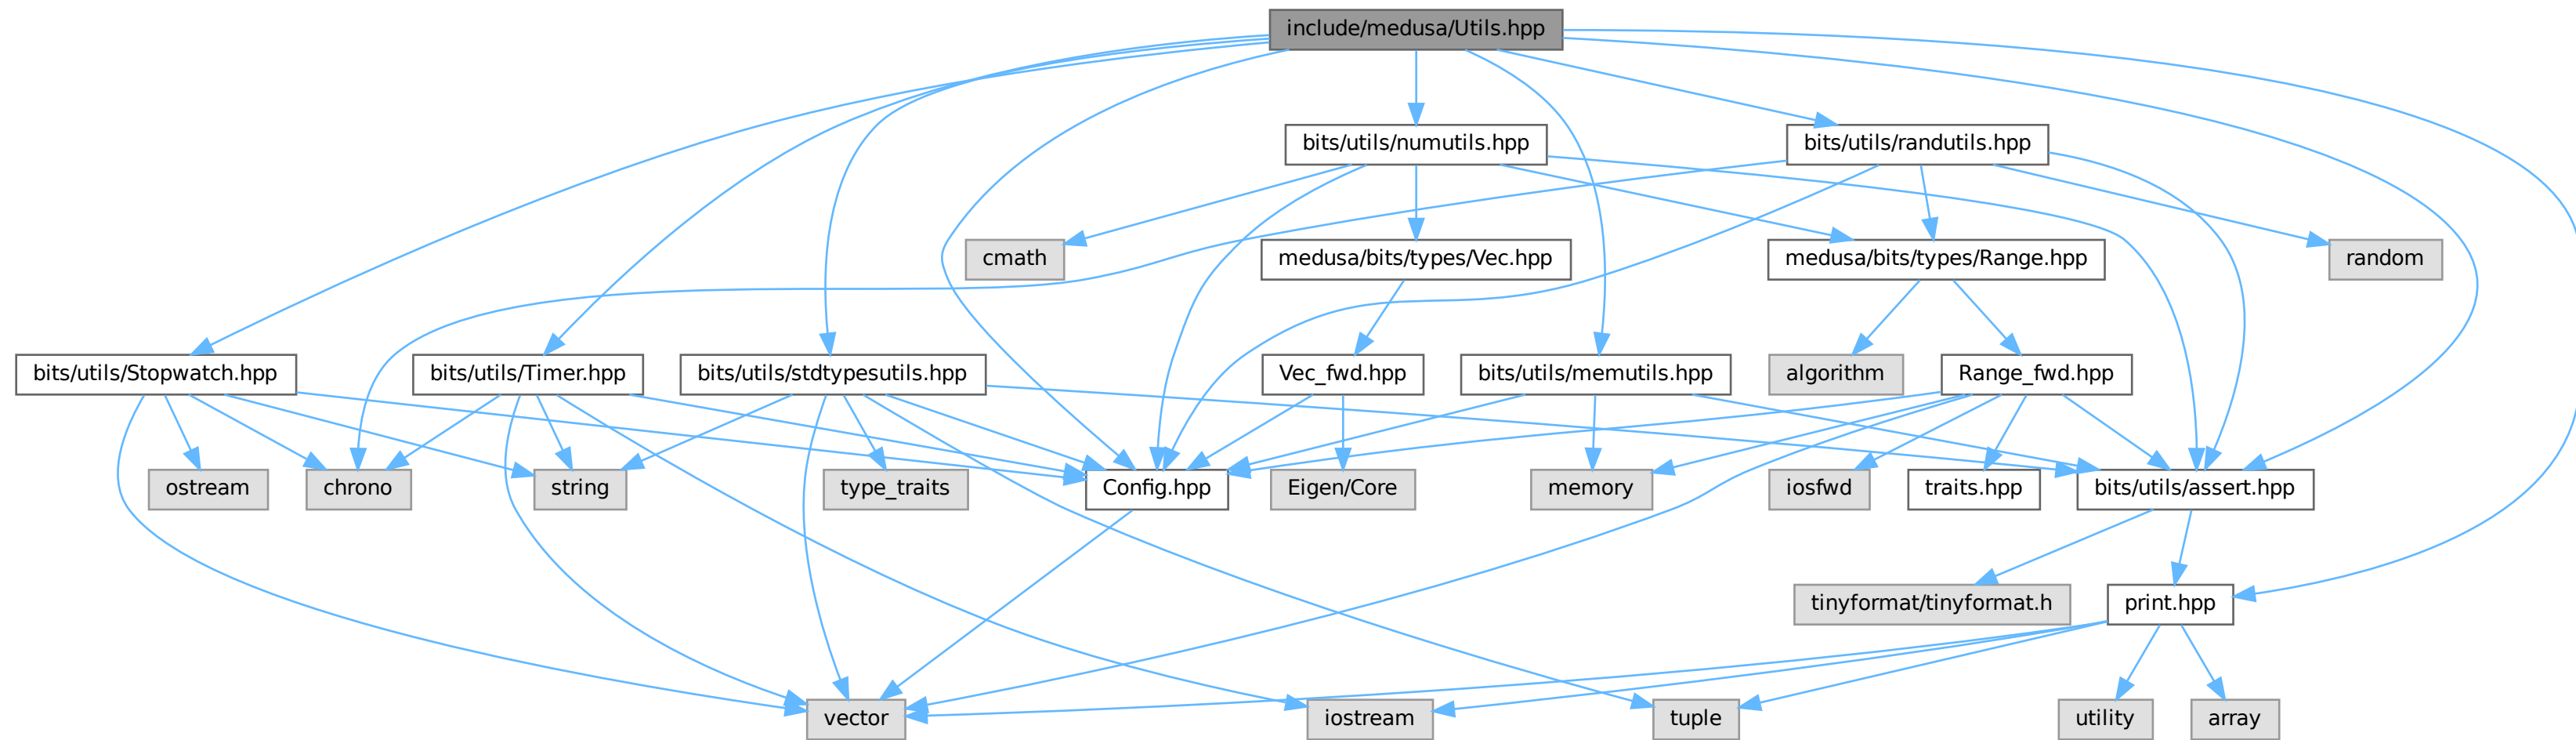 include/medusa/Utils.hpp
bits/utils/numutils.hpp
bits/utils/randutils.hpp
cmath
medusa/bits/types/Vec.hpp
medusa/bits/types/Range.hpp
random
bits/utils/Stopwatch.hpp
bits/utils/Timer.hpp
bits/utils/stdtypesutils.hpp
Vec_fwd.hpp
bits/utils/memutils.hpp
algorithm
Range_fwd.hpp
ostream
chrono
string
type_traits
Config.hpp
Eigen/Core
memory
iosfwd
traits.hpp
bits/utils/assert.hpp
tinyformat/tinyformat.h
print.hpp
vector
iostream
tuple
utility
array